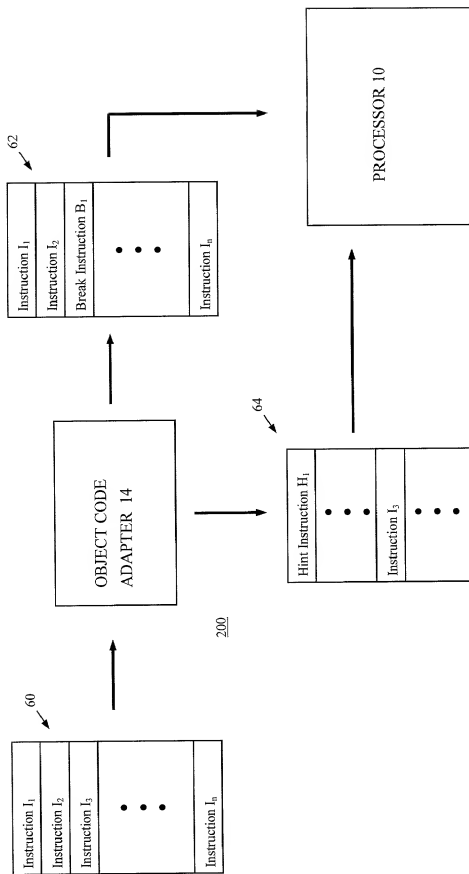 60
Instruction I1
Instruction I2
Instruction I3
Instruction In
OBJECT CODE
ADAPTER 14
200
62
Instruction I1
Instruction I2
Break Instruction B1
Instruction In
64
Hint Instruction H1
Instruction I3
PROCESSOR 10